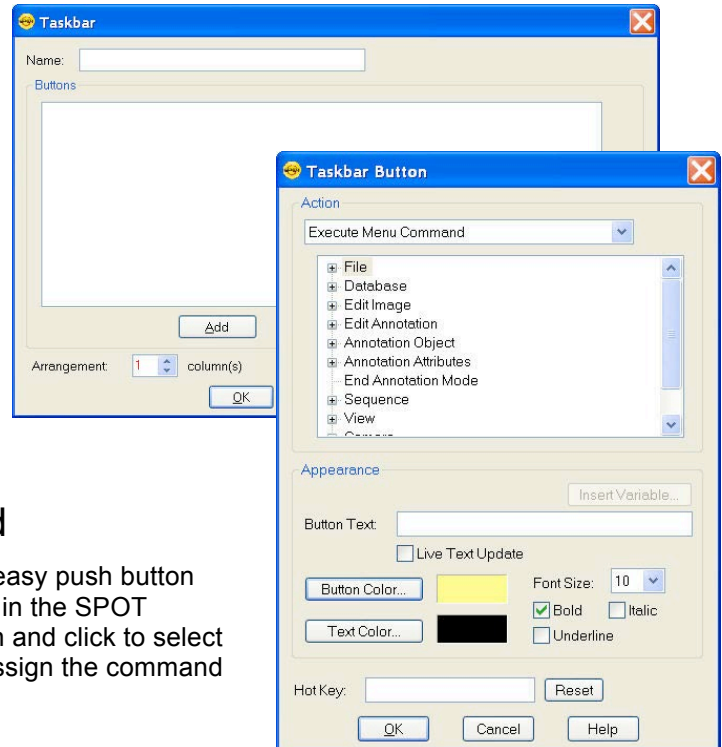 Taskbar
Name:
Buttons
Add
Arrangement: 1 column(s)
OK
Taskbar Button
Action
Execute Menu Command
File
Database
Edit Image
Edit Annotation
Annotation Object
Annotation Attributes
End Annotation Mode
Sequence
View
Appearance
Insert Variable...
Button Text:
Live Text Update
Button Color...
Font Size: 10
Bold Italic
Text Color...
Underline
Hot Key:
Reset
OK Cancel Help
easy push button
in the SPOT
and click to select
assign the command